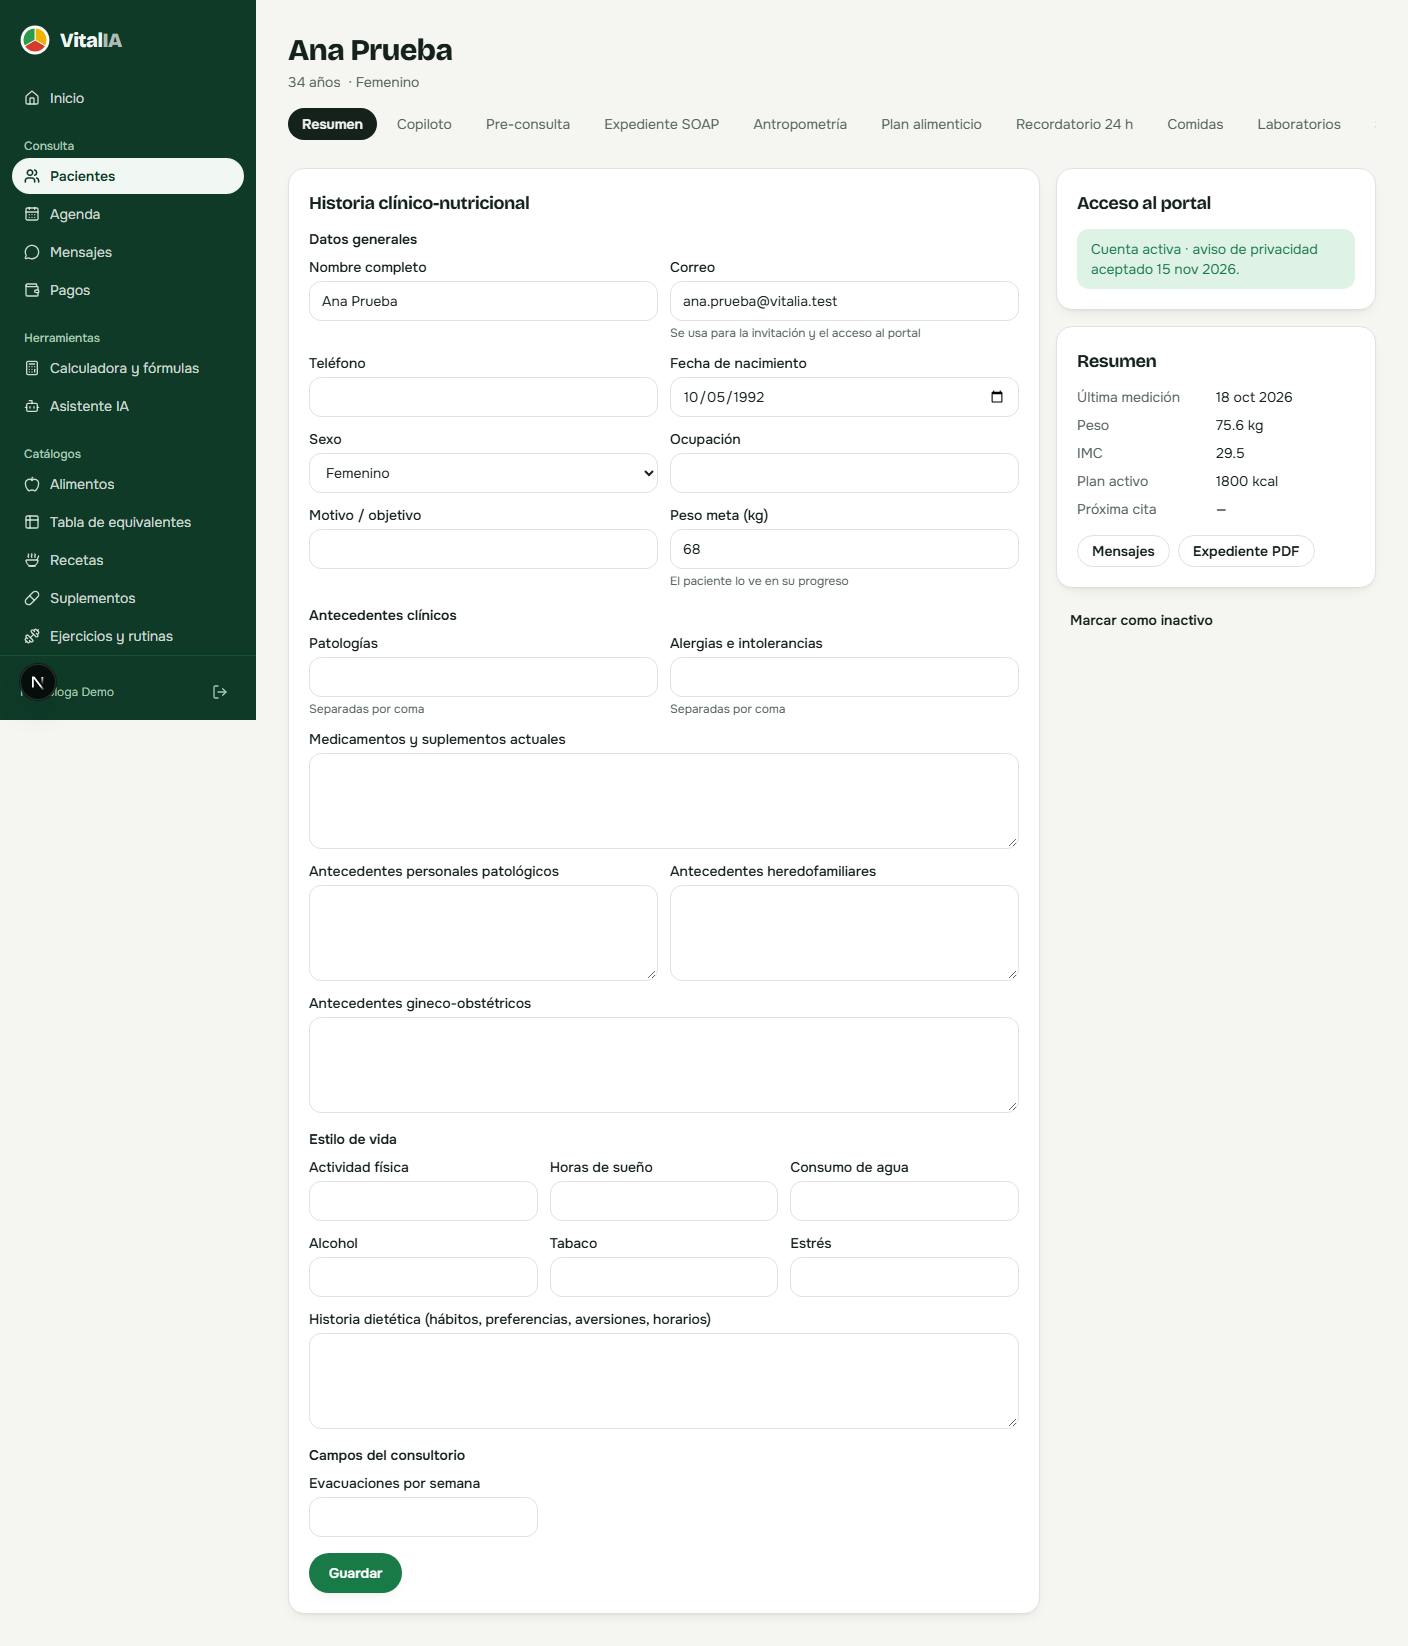 VitalIA
Inicio
Consulta
Pacientes
Agenda
Mensajes
Pagos
Herramientas
Calculadora y fórmulas
Asistente IA
Catálogos
Alimentos
Tabla de equivalentes
Recetas
Suplementos
Ejercicios y rutinas
N
loga Demo
Ana Prueba
34 años · Femenino
Resumen Copiloto Pre-consulta Expediente SOAP Antropometría Plan alimenticio Recordatorio 24 h Comidas Laboratorios
Historia clínico-nutricional
Datos generales
Nombre completo Correo
Ana Prueba ana.prueba@vitalia.test
Se usa para la invitación y el acceso al portal
Teléfono Fecha de nacimiento
10/05/1992
Sexo Ocupación
Femenino
Motivo / objetivo Peso meta (kg)
68
El paciente lo ve en su progreso
Antecedentes clínicos
Patologías Alergias e intolerancias
Separadas por coma Separadas por coma
Medicamentos y suplementos actuales
Antecedentes personales patológicos Antecedentes heredofamiliares
Antecedentes gineco-obstétricos
Estilo de vida
Actividad física Horas de sueño Consumo de agua
Alcohol Tabaco Estrés
Historia dietética (hábitos, preferencias, aversiones, horarios)
Campos del consultorio
Evacuaciones por semana
Guardar
Acceso al portal
Cuenta activa · aviso de privacidad
aceptado 15 nov 2026.
Resumen
Última medición 18 oct 2026
Peso 75.6 kg
IMC 29.5
Plan activo 1800 kcal
Próxima cita —
Mensajes Expediente PDF
Marcar como inactivo